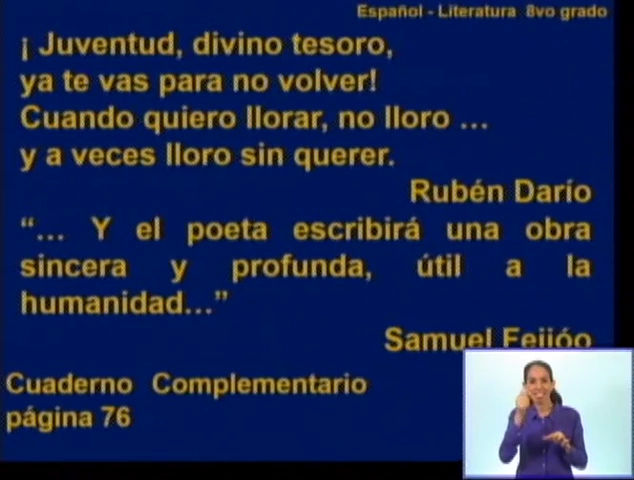 Español - Literatura 8vo grado
¡ Juventud, divino tesoro,
ya te vas para no volver!
Cuando quiero llorar, no lloro ...
y a veces lloro sin querer.
Rubén Darío
“... Y el poeta escribirá una obra
sincera y profunda, útil a la
humanidad...”
Samuel Feijóo
Cuaderno Complementario
página 76